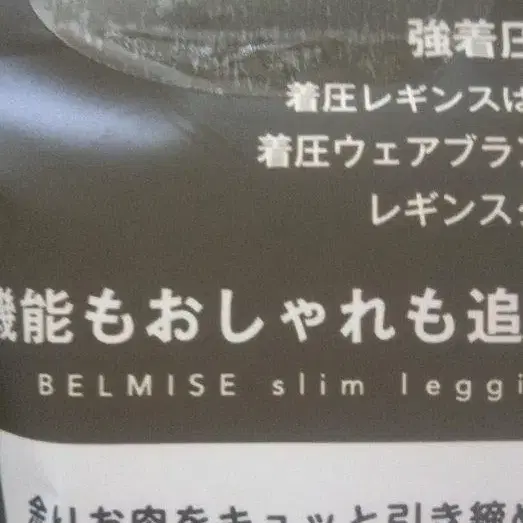 強着圧
着圧レギンスは
着圧ウェアブラ
レギンス
機能もおしゃれも追
BELMISE slim leggi
お肉をキュッと引き締め